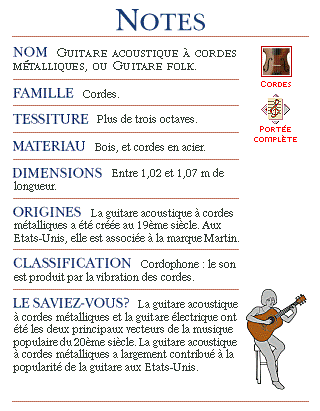 NOTES
NOM GUITARE ACOUSTIQUE À CORDES
MÉTALLIQUES, OU GUITARE FOLK.
CORDES
FAMILLE Cordes.
TESSITURE Plus de trois octaves.
PORTÉE
COMPLÈTE
MATERIAU Bois, et cordes en acier.
DIMENSIONS Entre 1,02 et 1,07 m de
longueur.
ORIGINES La guitare acoustique à cordes
métalliques a été créée au 19ème siècle. Aux
Etats-Unis, elle est associée à la marque Martin.
CLASSIFICATION Cordophone : le son
est produit par la vibration des cordes.
LE SAVIEZ-VOUS? La guitare acoustique
à cordes métalliques et la guitare électrique ont
été les deux principaux vecteurs de la musique
populaire du 20ème siècle. La guitare acoustique
à cordes métalliques a largement contribué à la
popularité de la guitare aux Etats-Unis.